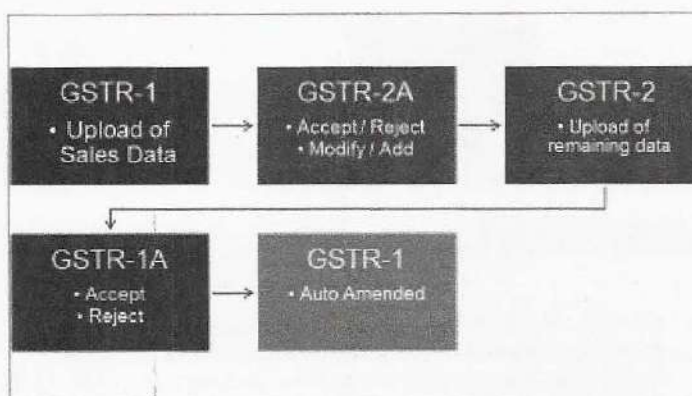 GSTR-1
• Upload of
Sales Data
GSTR-2A
• Accept / Reject
• Modify / Add
GSTR-2
• Upload of
remaining data
GSTR-1A
• Accept
• Reject
GSTR-1
• Auto Amended